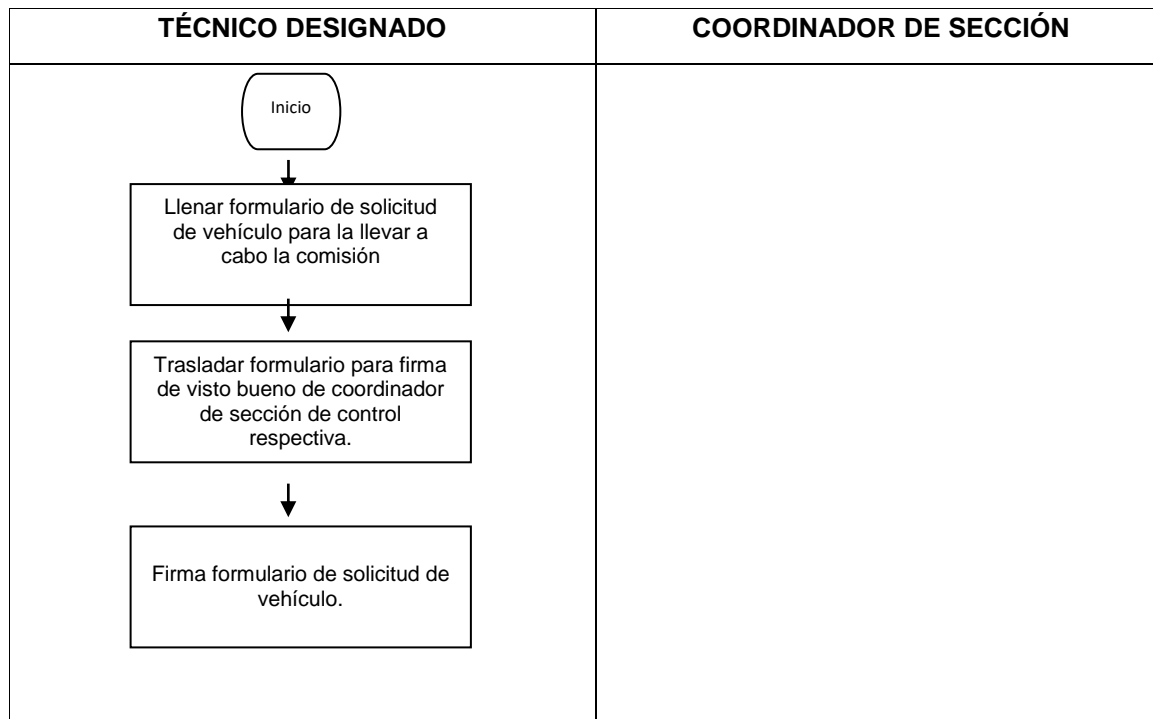 TÉCNICO DESIGNADO
COORDINADOR DE SECCIÓN
Inicio
Llenar formulario de solicitud
de vehículo para la llevar a
cabo la comisión
Trasladar formulario para firma
de visto bueno de coordinador
de sección de control
respectiva.
Firma formulario de solicitud de
vehículo.